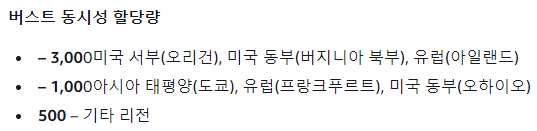 버스트 동시성 할당량
• – 3,000미국 서부(오리건), 미국 동부(버지니아 북부), 유럽(아일랜드)
• – 1,000아시아 태평양(도쿄), 유럽(프랑크푸르트), 미국 동부(오하이오)
• 500 – 기타 리전